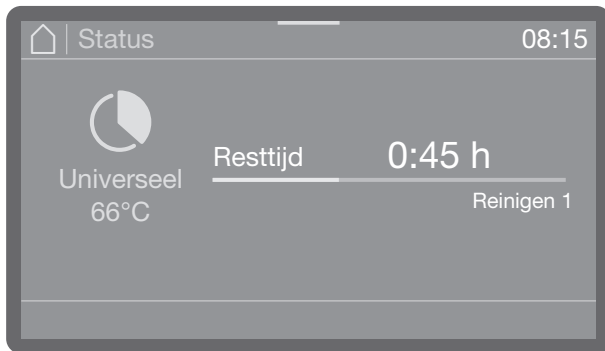 Status
08:15
Universeel
66°C
Resttijd
0:45 h
Reinigen 1